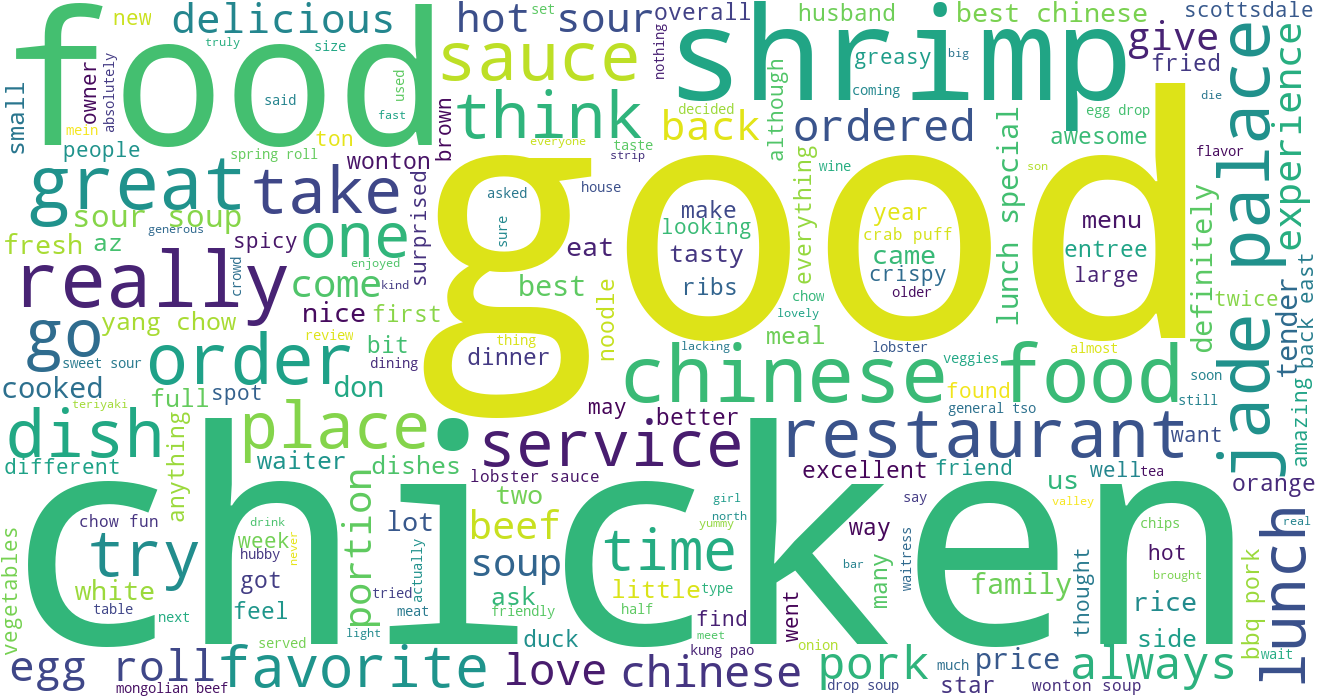 food
new
truly
delicious
size
set
hot sour
overall
nothing
shrimp
husband
best chinese
scottsdale
give
fried
greasy
big
coming
although
owner
absolutely
small
said
used
fast
sauce
think
back
decided
ordered
egg drop
awesome
die
jade palace
experience
mein
people
ton
spring roll
brown
wonton
everyone
taste
strip
wine
son
flavor
lunch special
great
take
good
asked
sure
house
make
looking
tasty
ribs
everything
year
crab puff
came
crispy
older
menu
entree
large
definitely
sour soup
generous
fresh
az
spicy
crowd
one
enjoyed
surprised
eat
really
come
kind
best
noodle
chow
lovely
twice
tender
back east
amazing
yang chow
nice
first
meal
go
review
thing
lacking
lobster
almost
sweet sour
order
bit
dining
dinner
chinese food
veggies
soon
cooked
teriyaki
full
spot
don
found
still
general tso
may
better
dish
place
service
restaurant
want
different
anything
waiter
dishes
lobster sauce
excellent
friend
well
tea
orange
chicken
two
us
girl
north
say
valley
real
lunch
chow fun
drink
week
never
hubby
portion
lot
beef
yummy
way
waitress
chips
hot
brought
try
actually
soup
time
bar
many
thought
vegetables
white
got
tried
meat
ask
little
type
family
rice
bbq pork
table
next
feel
light
friendly
half
find
went
side
served
duck
meet
kung pao
onion
wait
egg roll
mongolian beef
favorite
love
chinese
pork
drop soup
much
star
price
wonton soup
always